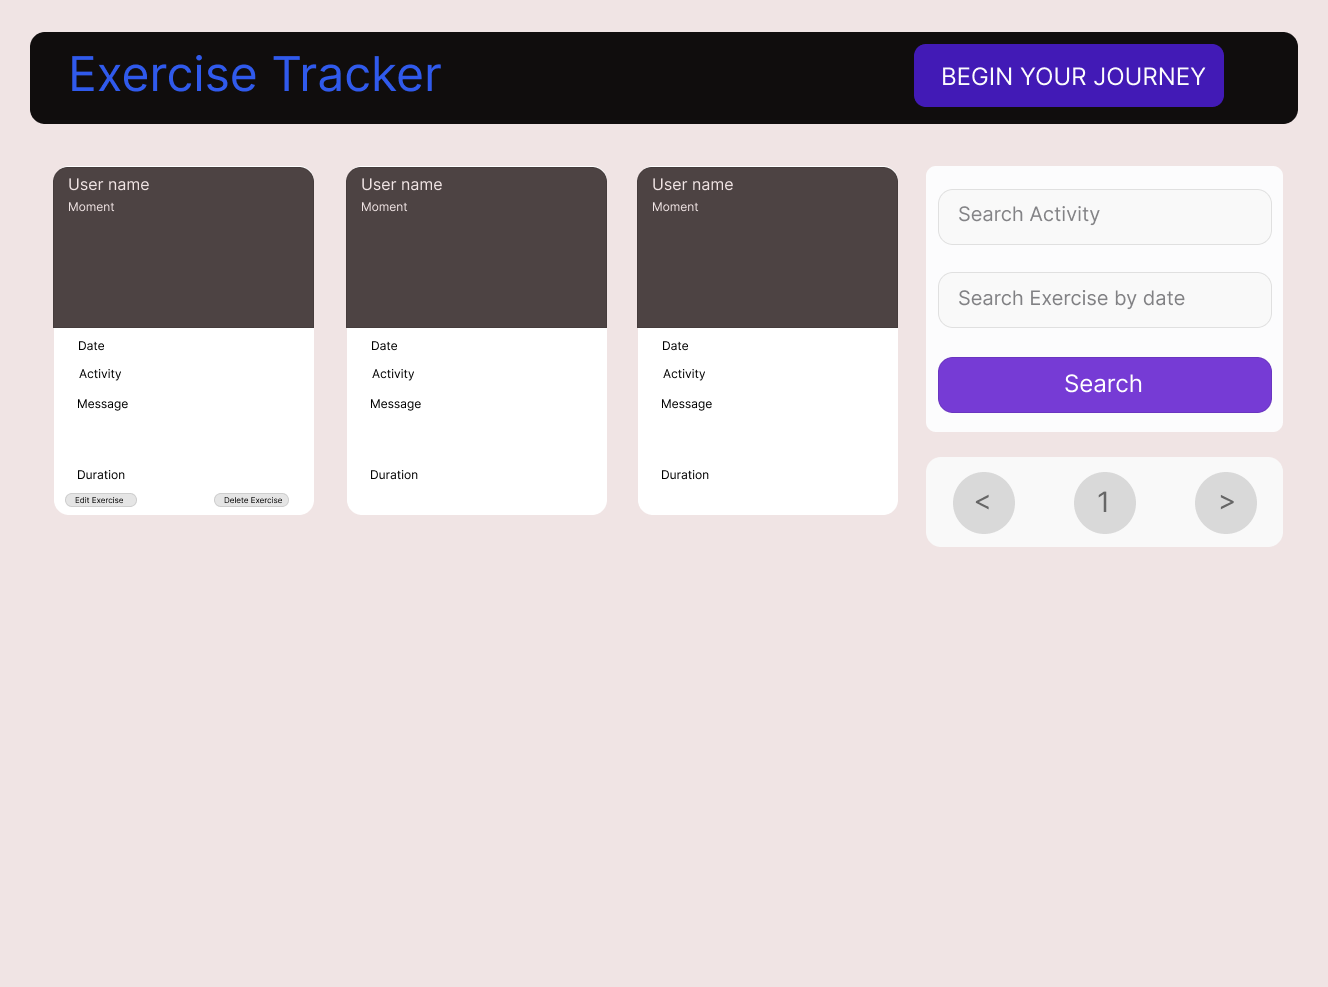 Exercise Tracker
BEGIN YOUR JOURNEY
User name
Moment
Date
Activity
Message
Duration
Edit Exercise
Delete Exercise
User name
Moment
Date
Activity
Message
Duration
User name
Moment
Date
Activity
Message
Duration
Search Activity
Search Exercise by date
Search
< 1 >